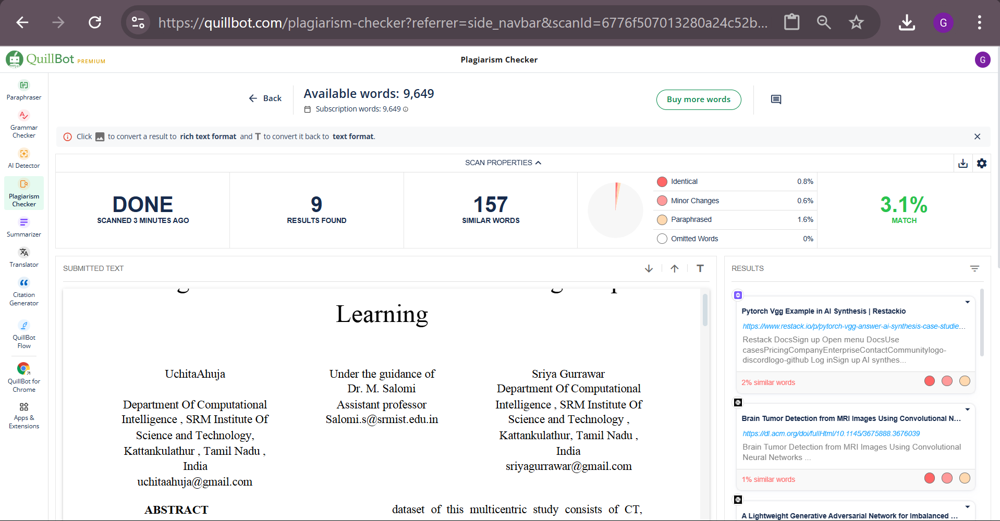 https://quillbot.com/plagiarism-checker?referrer=side_navbar&scanId=6776f507013280a24c52b...
G
QuillBot PREMIUM
Plagiarism Checker
G
Paraphraser
Grammar
Checker
AI Detector
Plagiarism
Checker
Summarizer
Translator
Citation
Generator
QuillBot
Flow
QuillBot for
Chrome
Apps &
Extensions
Back
Available words: 9,649
Subscription words: 9,649
Buy more words
Click to convert a result to rich text format and T to convert it back to text format.
SCAN PROPERTIES
DONE
SCANNED 3 MINUTES AGO
9
RESULTS FOUND
157
SIMILAR WORDS
Identical 0.8%
Minor Changes 0.6%
Paraphrased 1.6%
Omitted Words 0%
3.1%
MATCH
SUBMITTED TEXT
T
Learning
UchitaAhuja
Department Of Computational
Intelligence , SRM Institute Of
Science and Technology,
Kattankulathur , Tamil Nadu ,
India
uchitaahuja@gmail.com
Under the guidance of
Dr. M. Salomi
Assistant professor
Salomi.s@srmist.edu.in
Sriya Gurrawar
Department Of Computational
Intelligence , SRM Institute Of
Science and Technology ,
Kattankulathur, Tamil Nadu ,
India
sriyagurrawar@gmail.com
ABSTRACT
dataset of this multicentric study consists of CT,
RESULTS
Pytorch Vgg Example in AI Synthesis | Restackio
https://www.restack.io/p/pytorch-vgg-answer-ai-synthesis-case-studie...
Restack DocsSign up Open menu DocsUse
casesPricingCompanyEnterpriseContactCommunitylogo-
discordlogo-github Log inSign up AI synthes...
2% similar words
Brain Tumor Detection from MRI Images Using Convolutional N...
https://dl.acm.org/doi/fullHtml/10.1145/3675888.3676039
Brain Tumor Detection from MRI Images Using Convolutional
Neural Networks ...
1% similar words
A Lightweight Generative Adversarial Network for Imbalanced ...